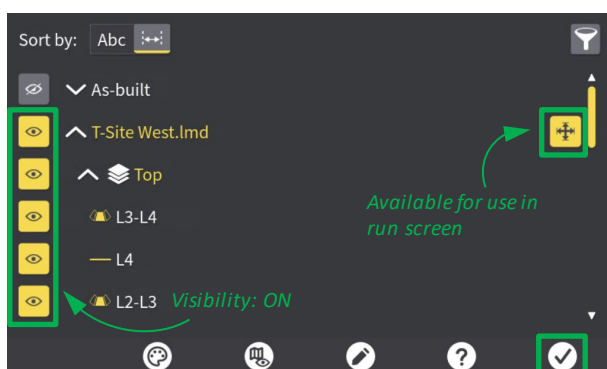 Sort by: Abc
As-built
T-Site West.lmd
Top
L3-L4
Available for use in
run screen
L4
L2-L3 Visibility: ON
?